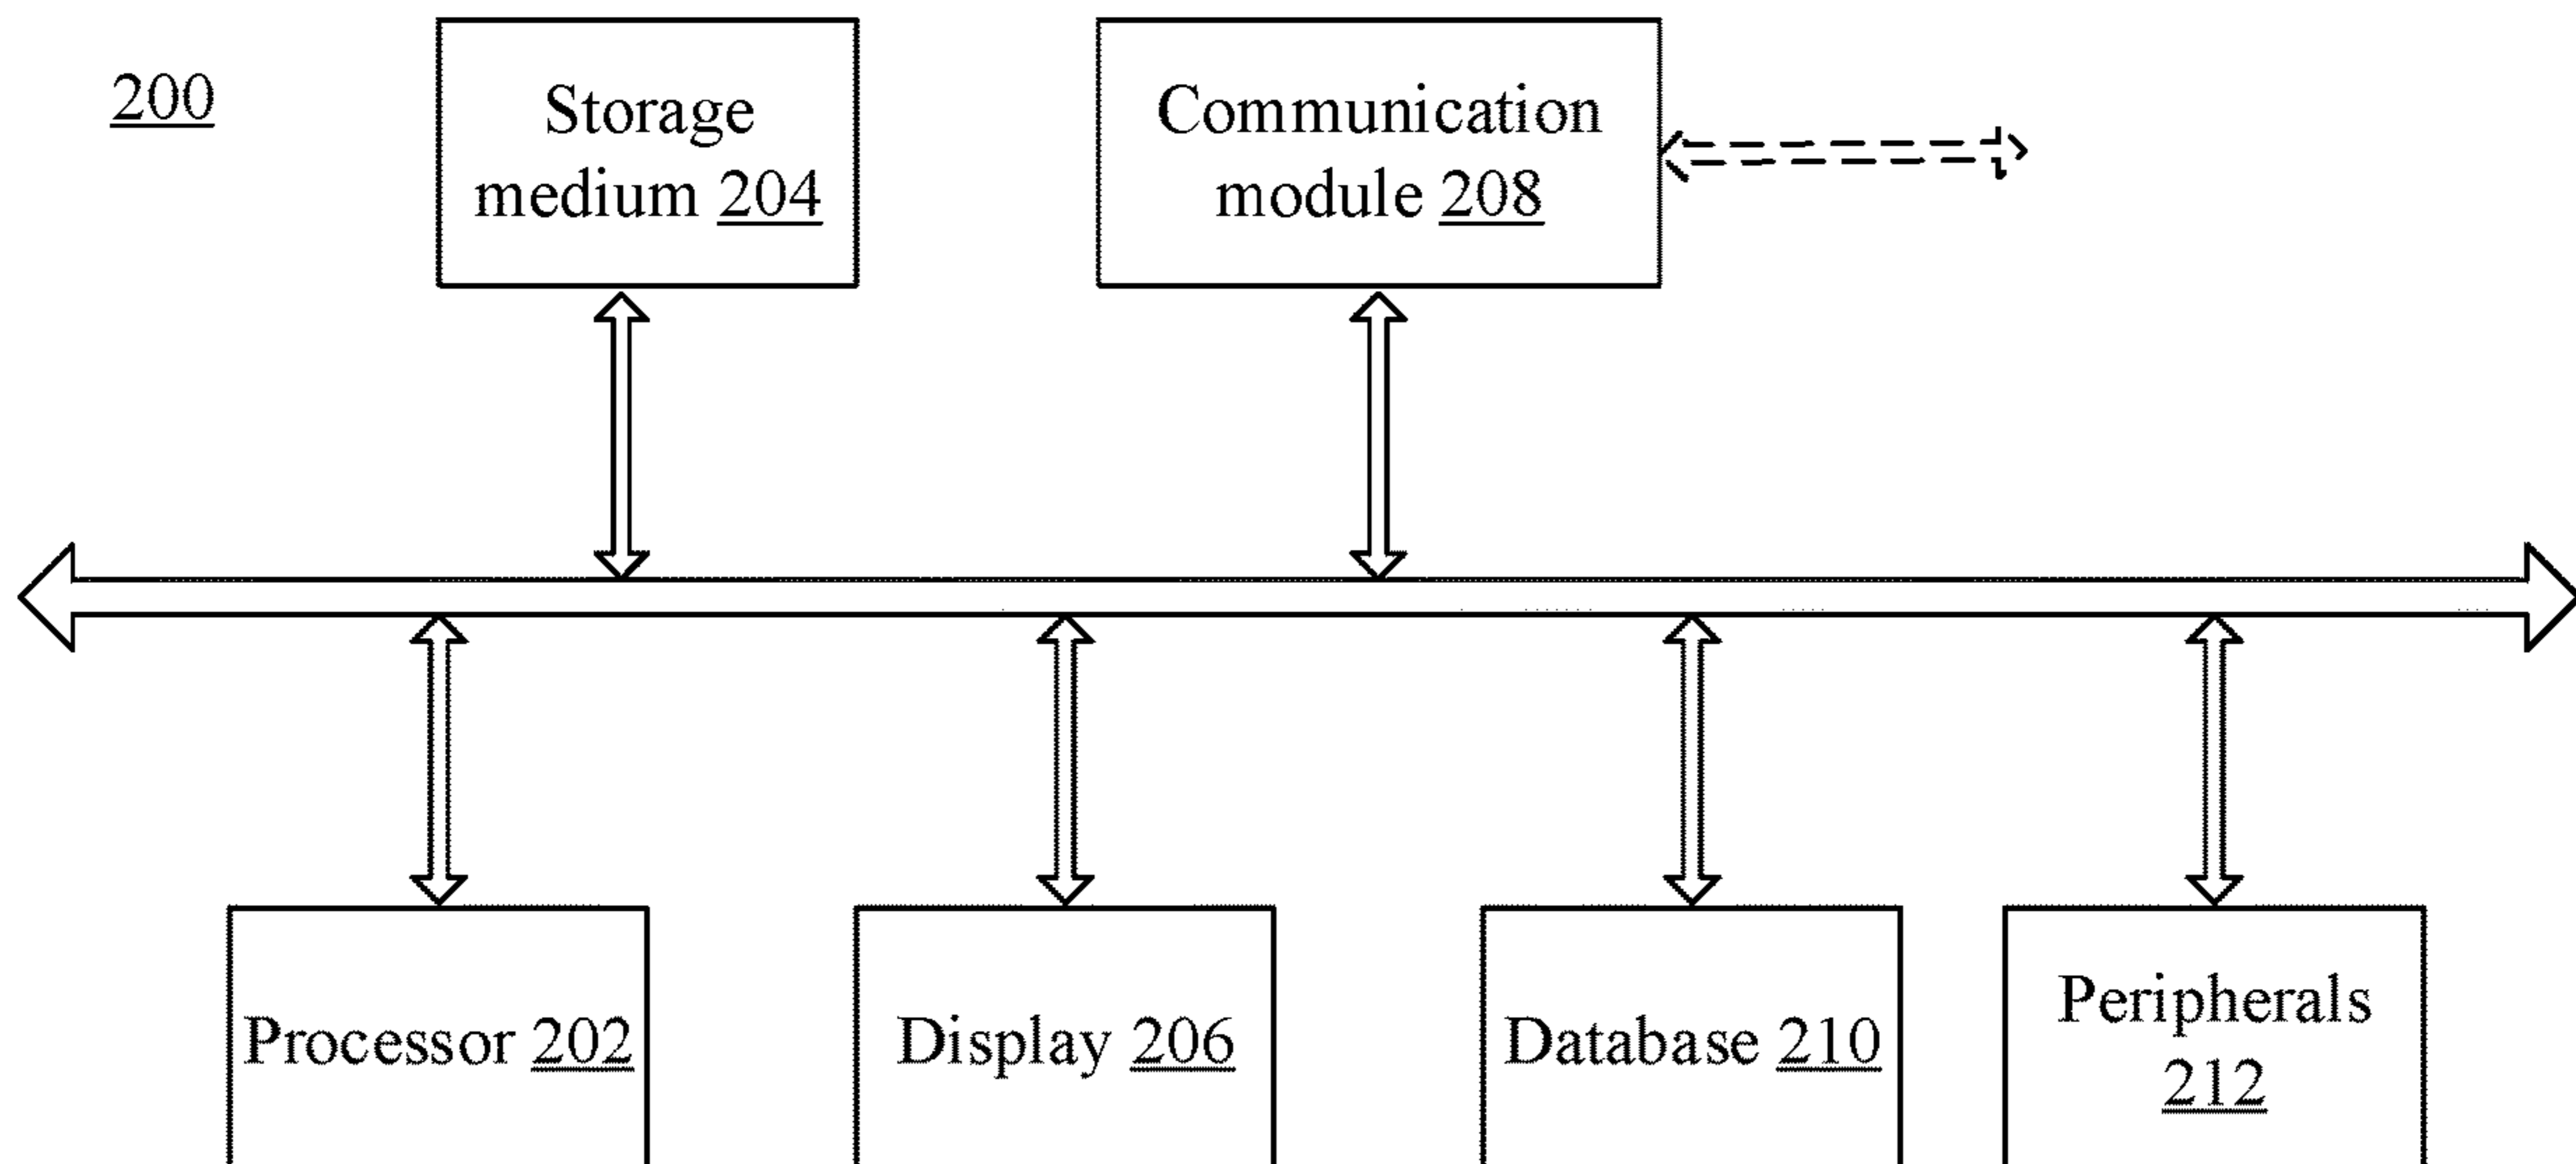 200
Storage
medium 204
Communication
module 208
Processor 202
Display 206
Database 210
Peripherals
212